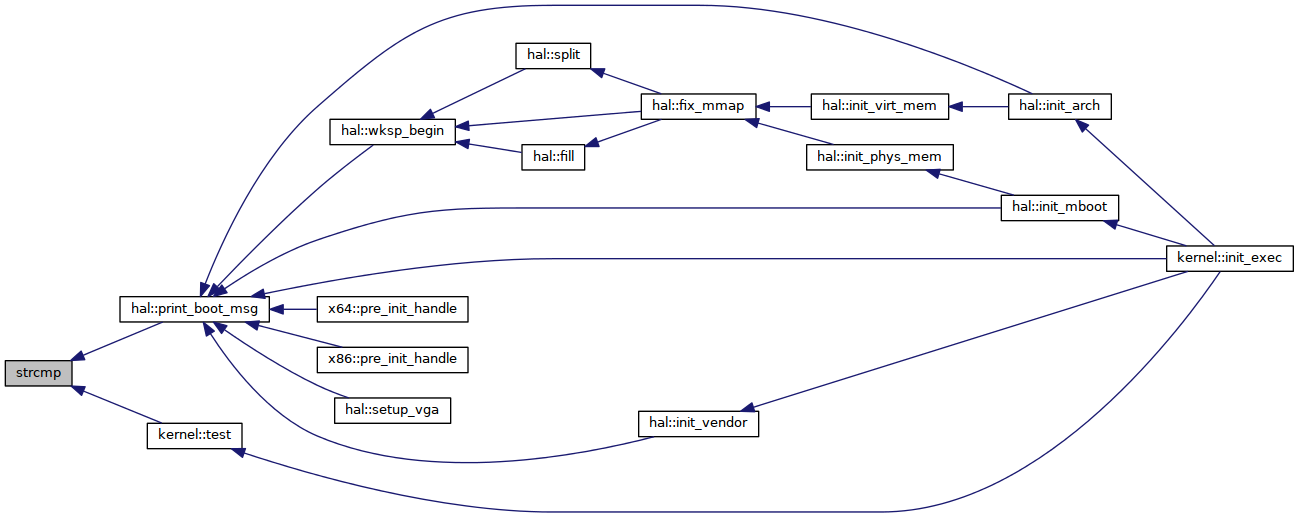 hal::split
hal::fix_mmap
hal::init_virt_mem
hal::init_arch
hal::wksp_begin
hal::fill
hal::init_phys_mem
hal::init_mboot
kernel::init_exec
hal::print_boot_msg
x64::pre_init_handle
x86::pre_init_handle
strcmp
hal::setup_vga
hal::init_vendor
kernel::test